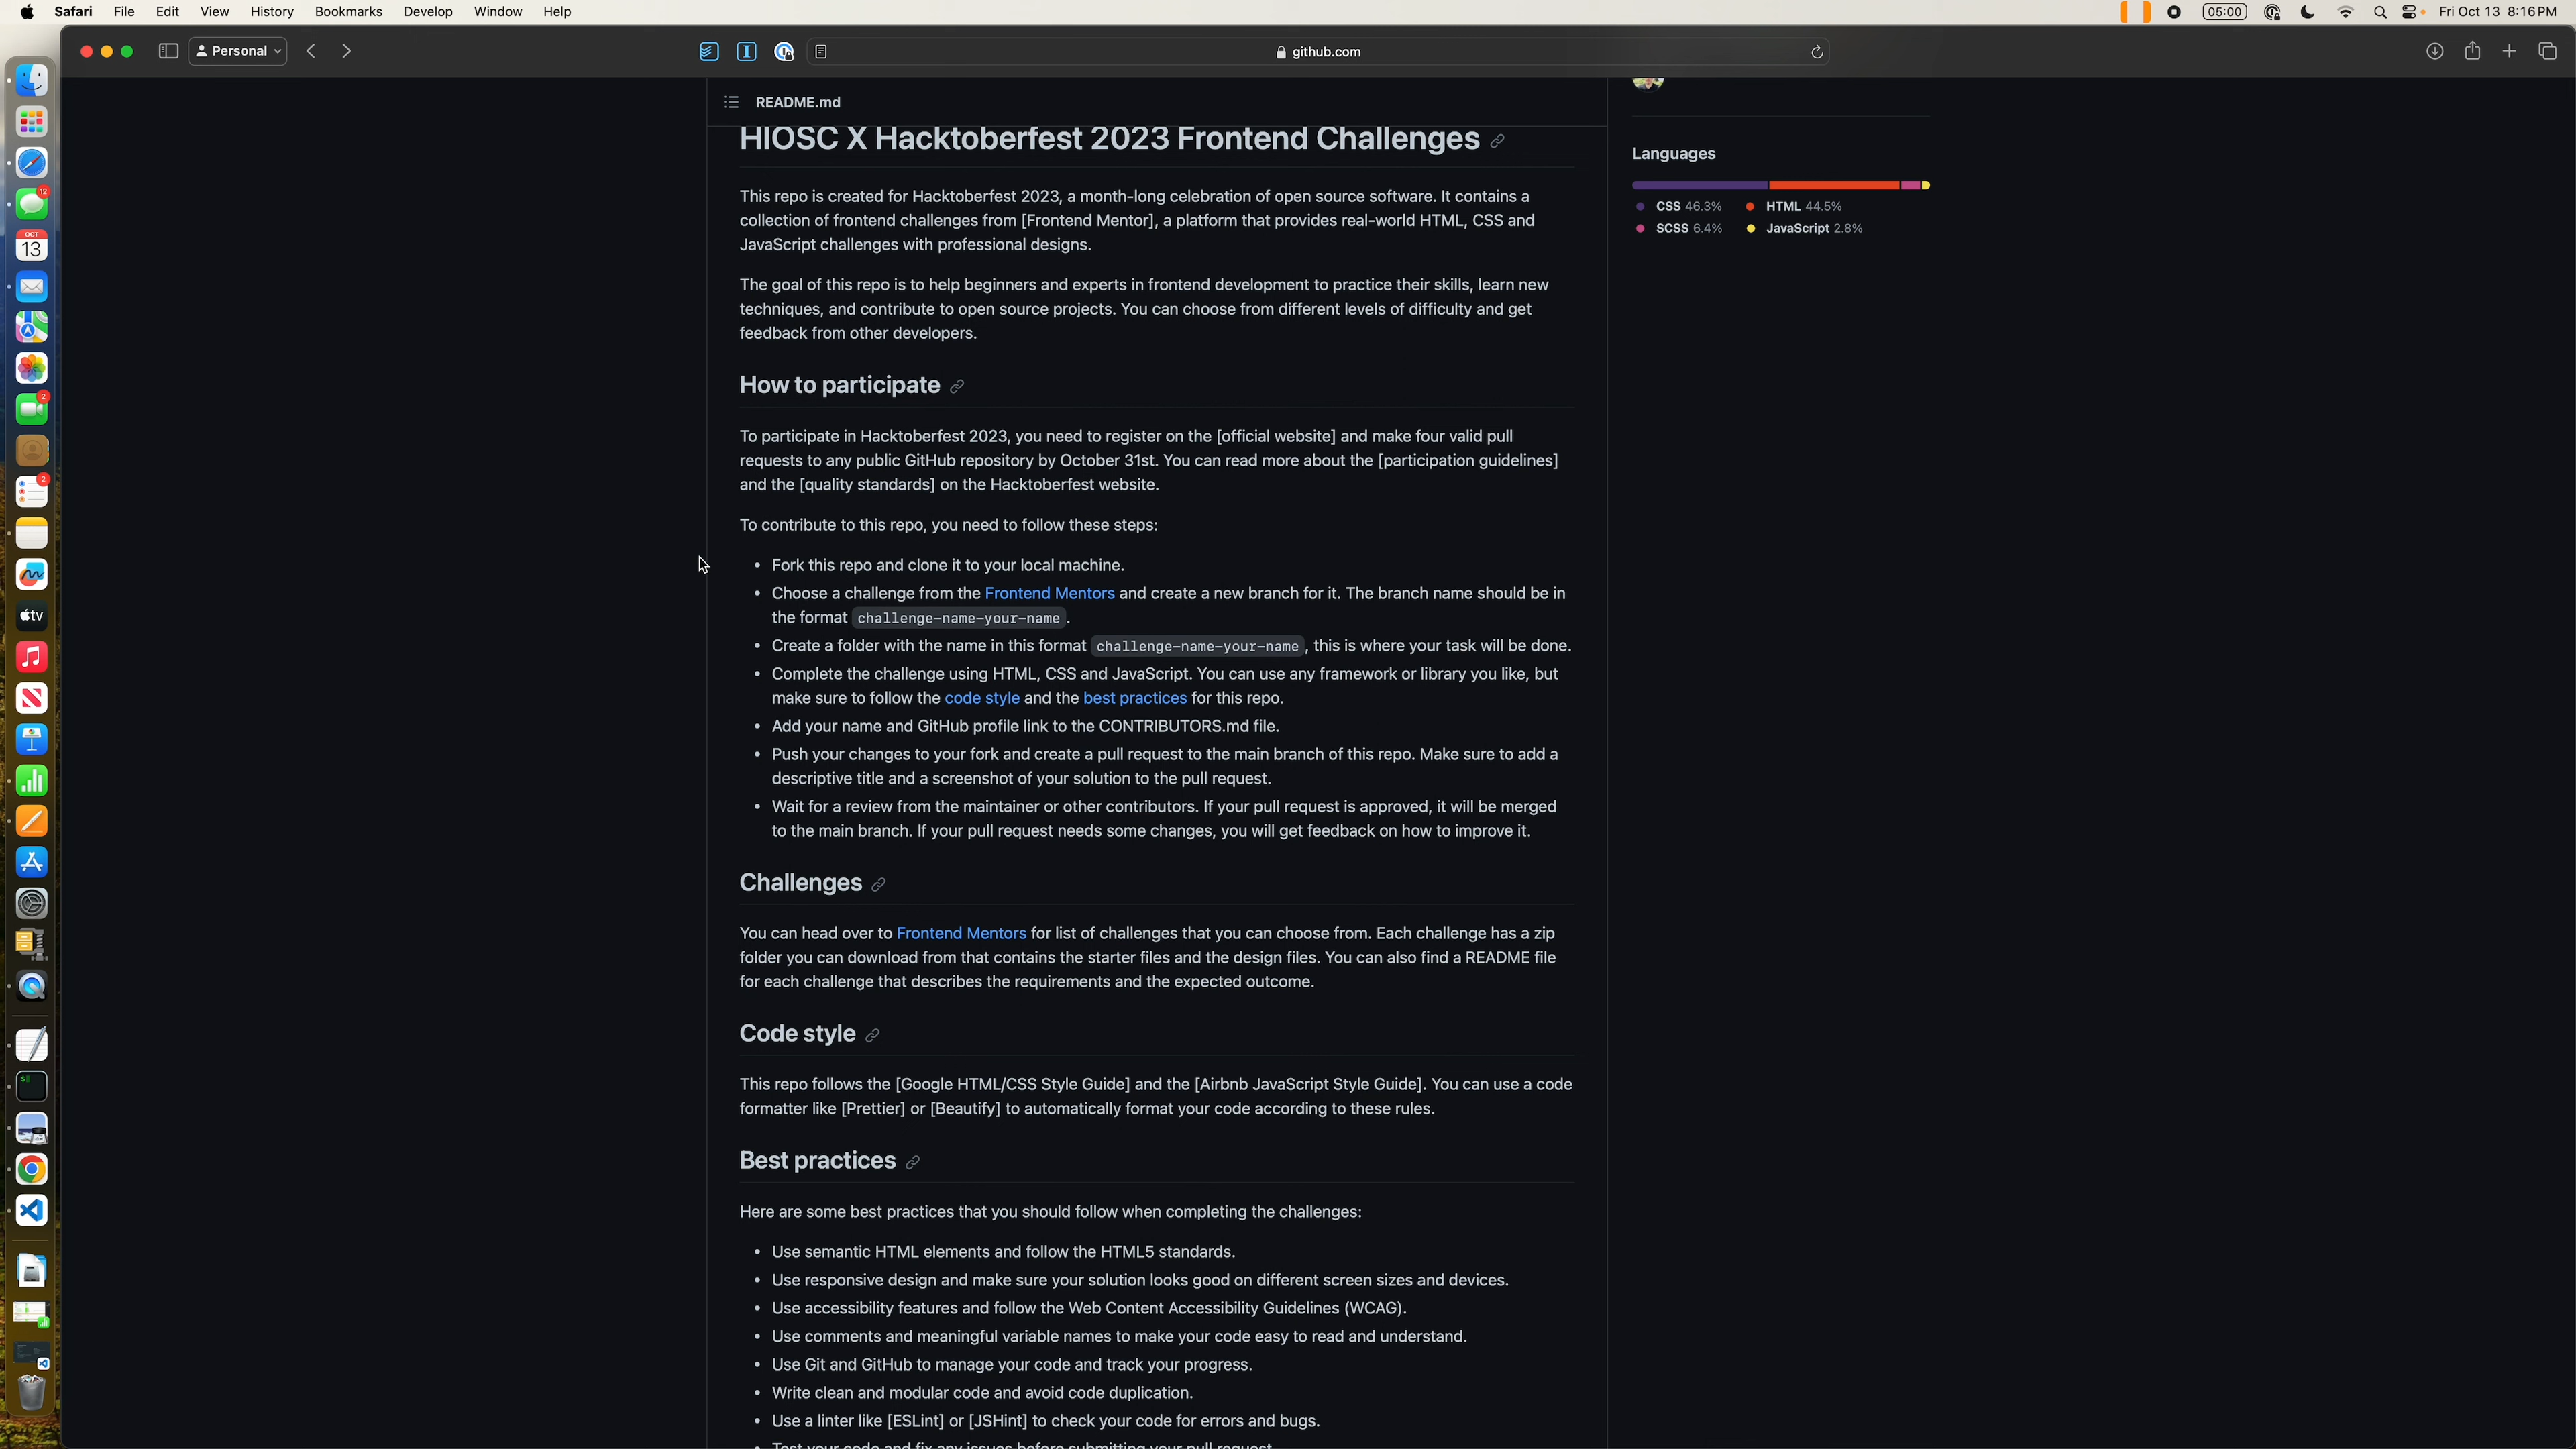 Safari File Edit View History Bookmarks Develop Window Help 05:00 Fri Oct 13 8:16 PM
Personal github.com
README.md
HIOSC X Hacktoberfest 2023 Frontend Challenges
This repo is created for Hacktoberfest 2023, a month-long celebration of open source software. It contains a
collection of frontend challenges from [Frontend Mentor], a platform that provides real-world HTML, CSS and
JavaScript challenges with professional designs.
The goal of this repo is to help beginners and experts in frontend development to practice their skills, learn new
techniques, and contribute to open source projects. You can choose from different levels of difficulty and get
feedback from other developers.
How to participate
To participate in Hacktoberfest 2023, you need to register on the [official website] and make four valid pull
requests to any public GitHub repository by October 31st. You can read more about the [participation guidelines]
and the [quality standards] on the Hacktoberfest website.
To contribute to this repo, you need to follow these steps:
• Fork this repo and clone it to your local machine.
• Choose a challenge from the Frontend Mentors and create a new branch for it. The branch name should be in
the format challenge-name-your-name.
• Create a folder with the name in this format challenge-name-your-name, this is where your task will be done.
• Complete the challenge using HTML, CSS and JavaScript. You can use any framework or library you like, but
make sure to follow the code style and the best practices for this repo.
• Add your name and GitHub profile link to the CONTRIBUTORS.md file.
• Push your changes to your fork and create a pull request to the main branch of this repo. Make sure to add a
descriptive title and a screenshot of your solution to the pull request.
• Wait for a review from the maintainer or other contributors. If your pull request is approved, it will be merged
to the main branch. If your pull request needs some changes, you will get feedback on how to improve it.
Challenges
You can head over to Frontend Mentors for list of challenges that you can choose from. Each challenge has a zip
folder you can download from that contains the starter files and the design files. You can also find a README file
for each challenge that describes the requirements and the expected outcome.
Code style
This repo follows the [Google HTML/CSS Style Guide] and the [Airbnb JavaScript Style Guide]. You can use a code
formatter like [Prettier] or [Beautify] to automatically format your code according to these rules.
Best practices
Here are some best practices that you should follow when completing the challenges:
• Use semantic HTML elements and follow the HTML5 standards.
• Use responsive design and make sure your solution looks good on different screen sizes and devices.
• Use accessibility features and follow the Web Content Accessibility Guidelines (WCAG).
• Use comments and meaningful variable names to make your code easy to read and understand.
• Use Git and GitHub to manage your code and track your progress.
• Write clean and modular code and avoid code duplication.
• Use a linter like [ESLint] or [JSHint] to check your code for errors and bugs.
• Test your code and fix any issues before submitting your pull request.
Languages
CSS 46.3% HTML 44.5%
SCSS 6.4% JavaScript 2.8%
12
OCT
13
2
2
tv